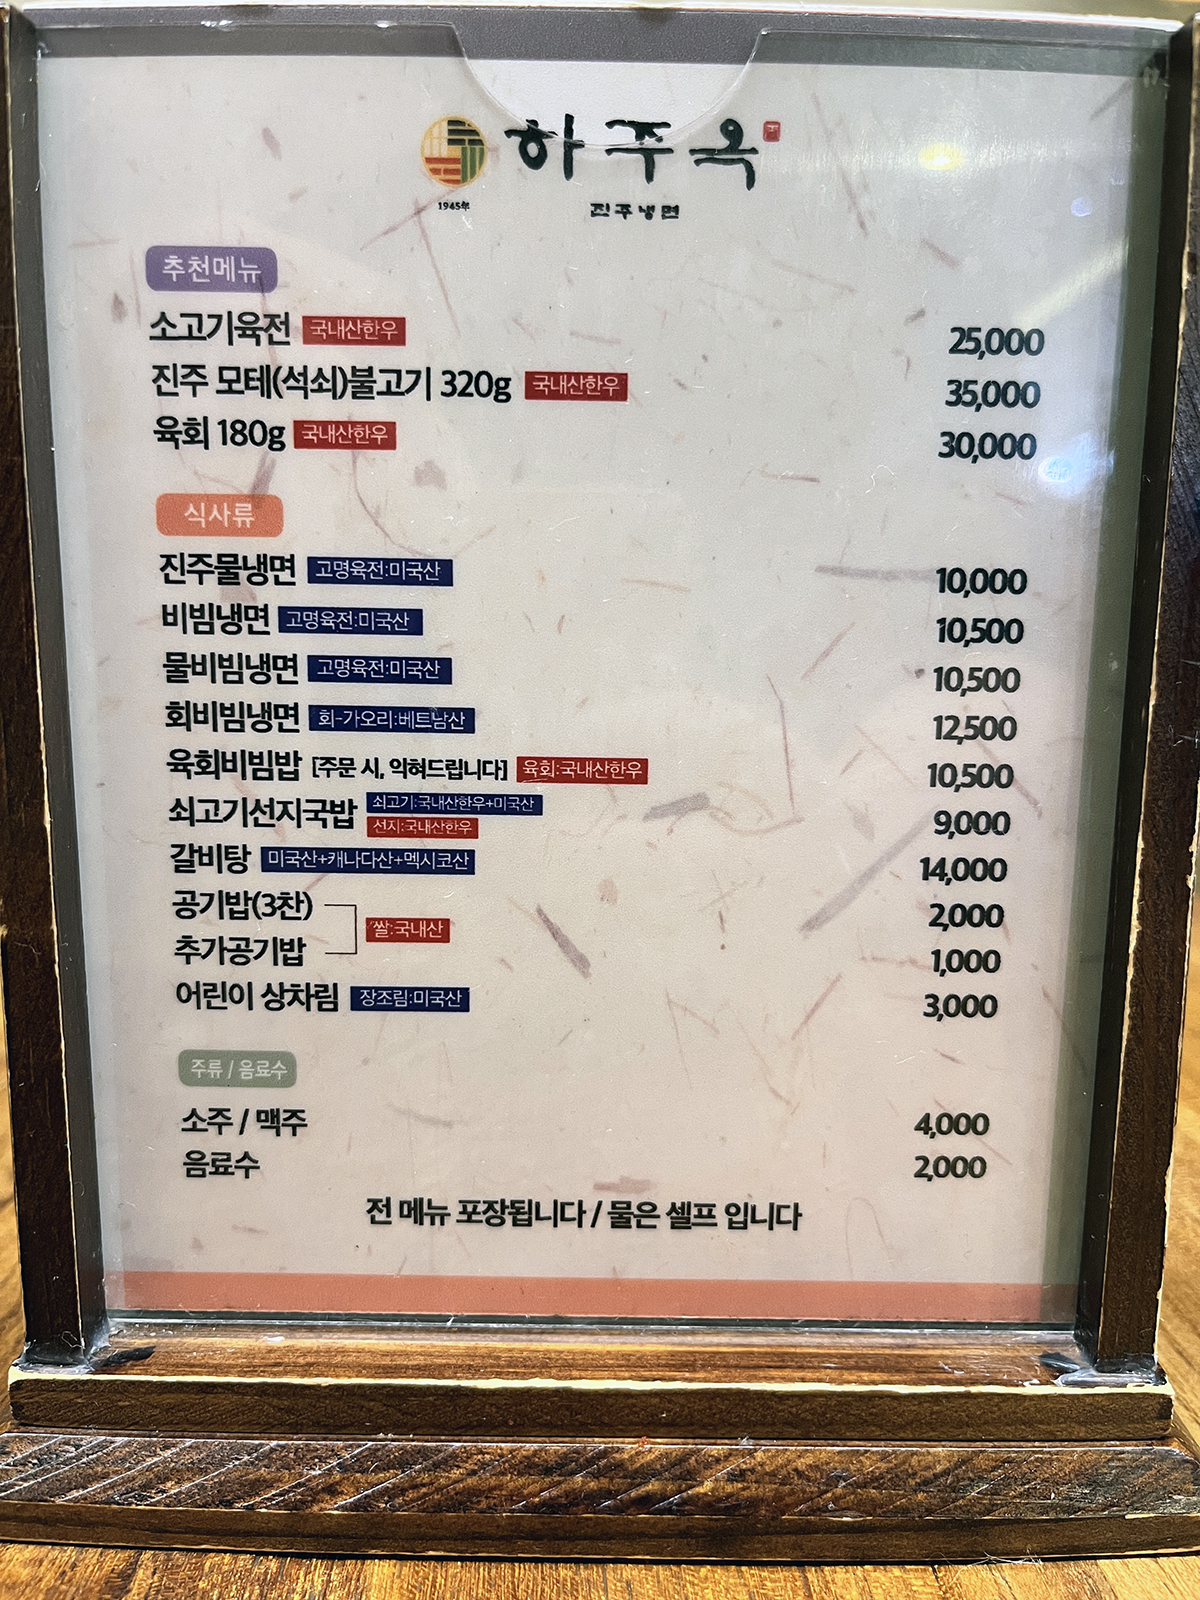 하주옥
1945年
진주냉면
추천메뉴
소고기육전 국내산한우 25,000
진주 모테(석쇠)불고기 320g 국내산한우 35,000
육회 180g 국내산한우 30,000
식사류
진주물냉면 고명육전:미국산 10,000
비빔냉면 고명육전:미국산 10,500
물비빔냉면 고명육전:미국산 10,500
회비빔냉면 회-가오리:베트남산 12,500
육회비빔밥 [주문 시, 익혀드립니다] 육회:국내산한우 10,500
쇠고기선지국밥 쇠고기:국내산한우+미국산 선지:국내산한우 9,000
갈비탕 미국산+캐나다산+멕시코산 14,000
공기밥(3찬) 2,000
쌀:국내산
추가공기밥 1,000
어린이 상차림 장조림:미국산 3,000
주류 / 음료수
소주 / 맥주 4,000
음료수 2,000
전 메뉴 포장됩니다 / 물은 셀프 입니다